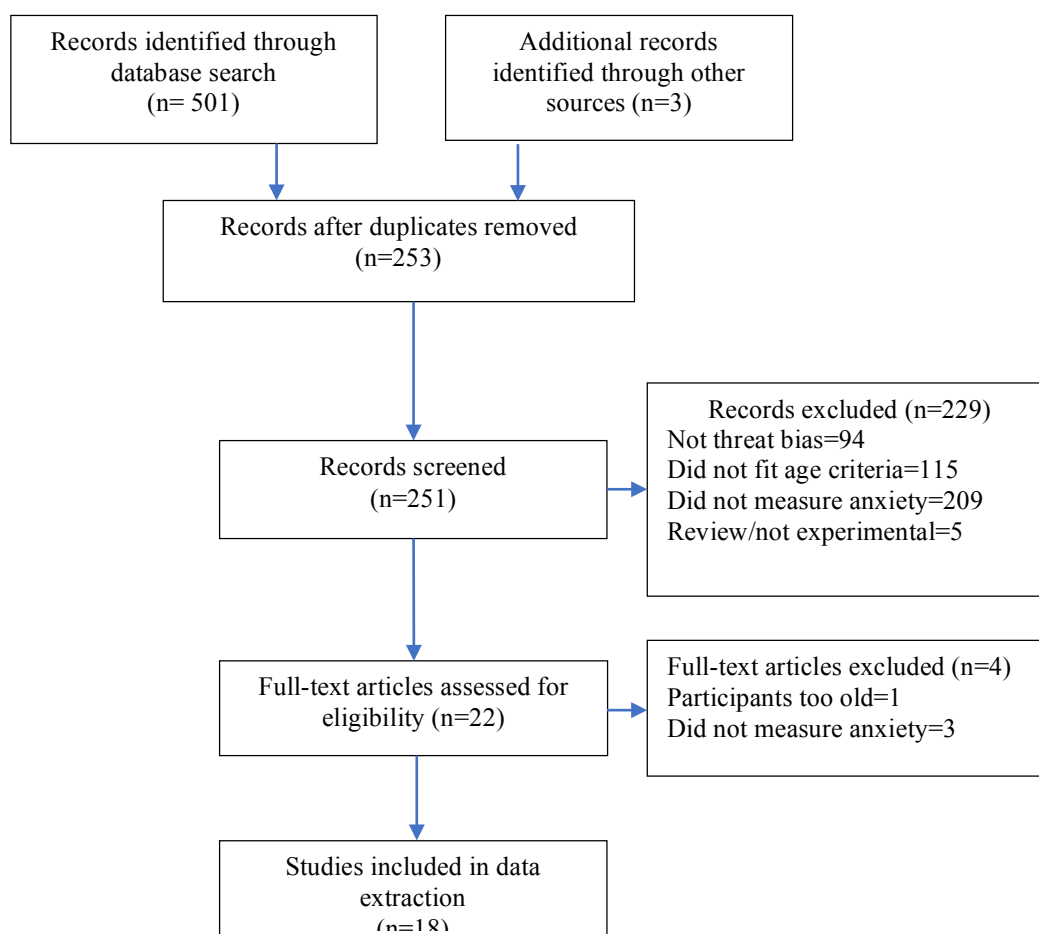 Records identified through
database search
(n= 501)
Additional records
identified through other
sources (n=3)
Records after duplicates removed
(n=253)
Records screened
(n=251)
Records excluded (n=229)
Not threat bias=94
Did not fit age criteria=115
Did not measure anxiety=209
Review/not experimental=5
Full-text articles assessed for
eligibility (n=22)
Full-text articles excluded (n=4)
Participants too old=1
Did not measure anxiety=3
Studies included in data
extraction
(n=18)